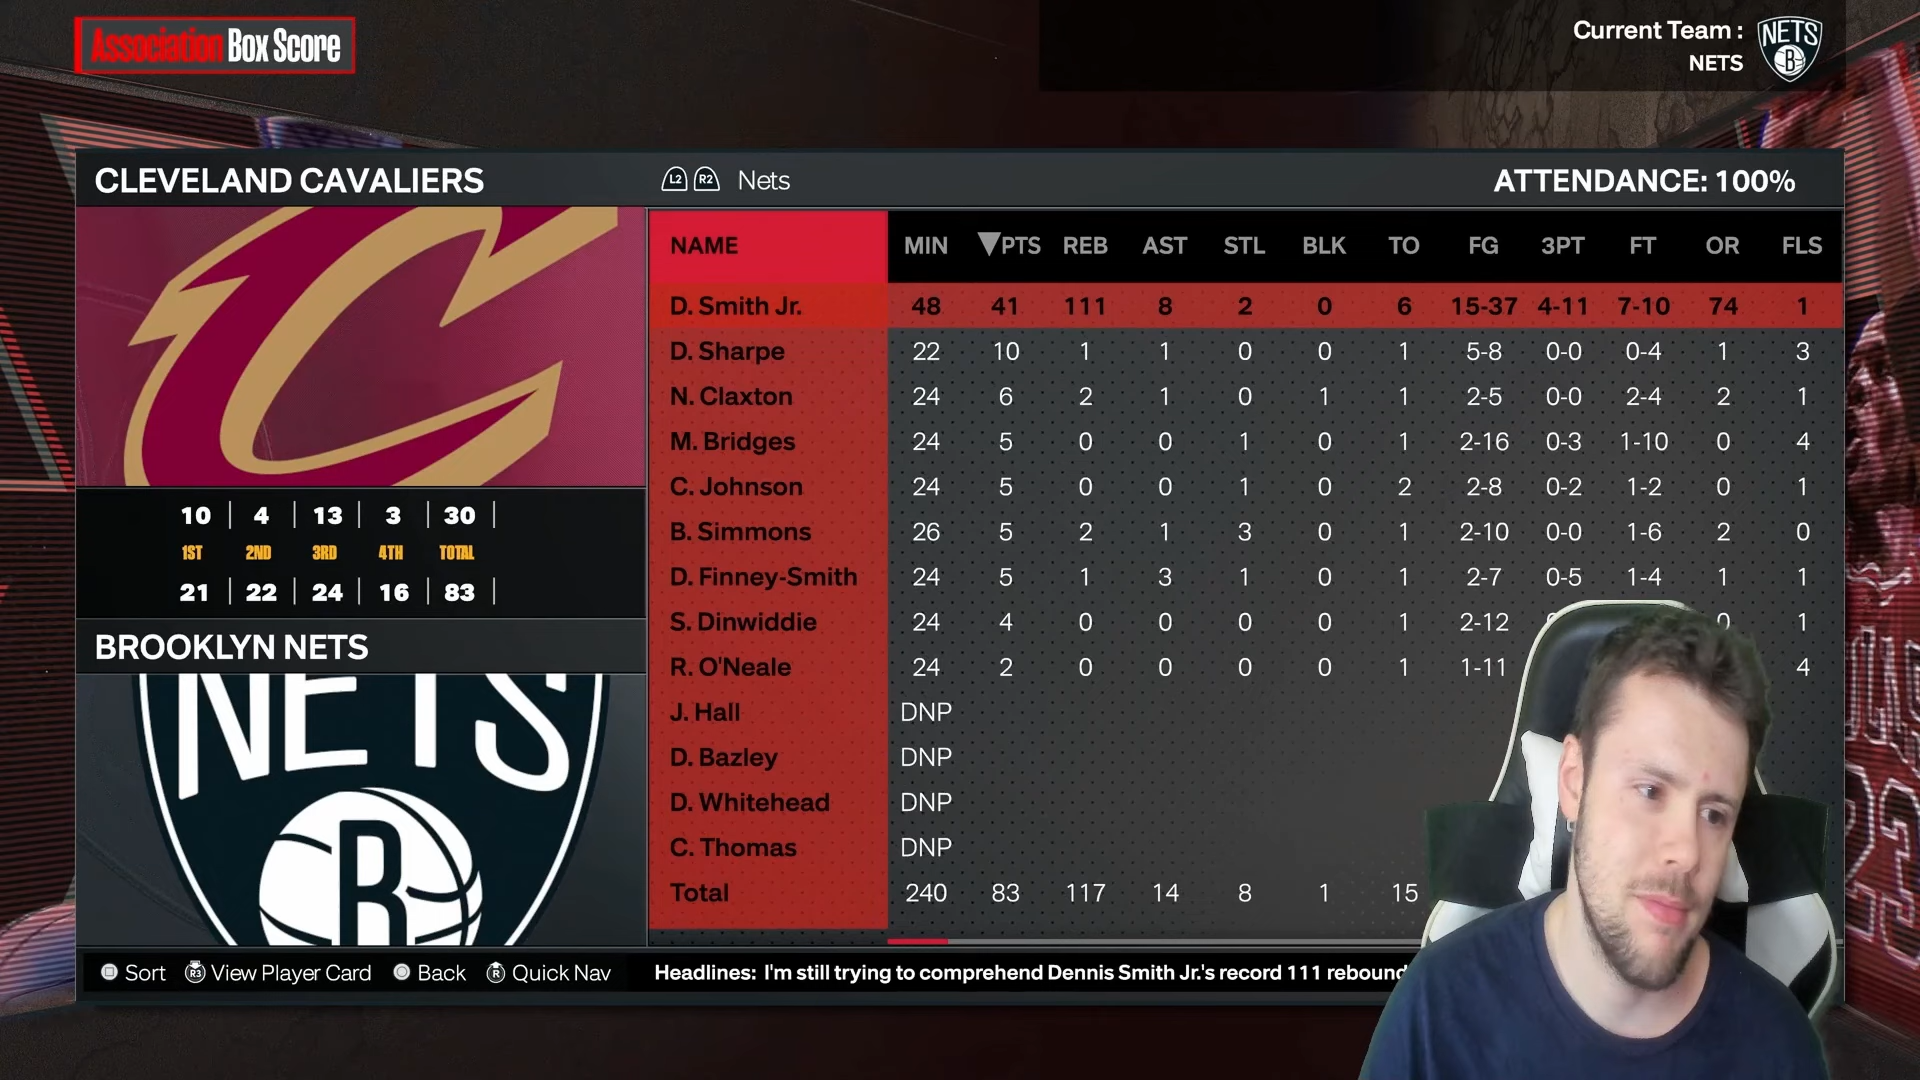 Association Box Score
Current Team :
NETS
NETS
B
CLEVELAND CAVALIERS
L2 R2 Nets
ATTENDANCE: 100%
NAME MIN PTS REB AST STL BLK TO FG 3PT FT OR FLS
D. Smith Jr. 48 41 111 8 2 0 6 15-37 4-11 7-10 74 1
D. Sharpe 22 10 1 1 0 0 1 5-8 0-0 0-4 1 3
N. Claxton 24 6 2 1 0 1 1 2-5 0-0 2-4 2 1
M. Bridges 24 5 0 0 1 0 1 2-16 0-3 1-10 0 4
C. Johnson 24 5 0 0 1 0 2 2-8 0-2 1-2 0 1
B. Simmons 26 5 2 1 3 0 1 2-10 0-0 1-6 2 0
D. Finney-Smith 24 5 1 3 1 0 1 2-7 0-5 1-4 1 1
S. Dinwiddie 24 4 0 0 0 0 1 2-12 0 1
R. O'Neale 24 2 0 0 0 0 1 1-11 4
J. Hall DNP
D. Bazley DNP
D. Whitehead DNP
C. Thomas DNP
Total 240 83 117 14 8 1 15
10 | 4 | 13 | 3 | 30 |
1ST 2ND 3RD 4TH TOTAL
21 | 22 | 24 | 16 | 83 |
BROOKLYN NETS
NETS
B
Sort R3 View Player Card Back R Quick Nav
Headlines: I'm still trying to comprehend Dennis Smith Jr.'s record 111 rebound
23